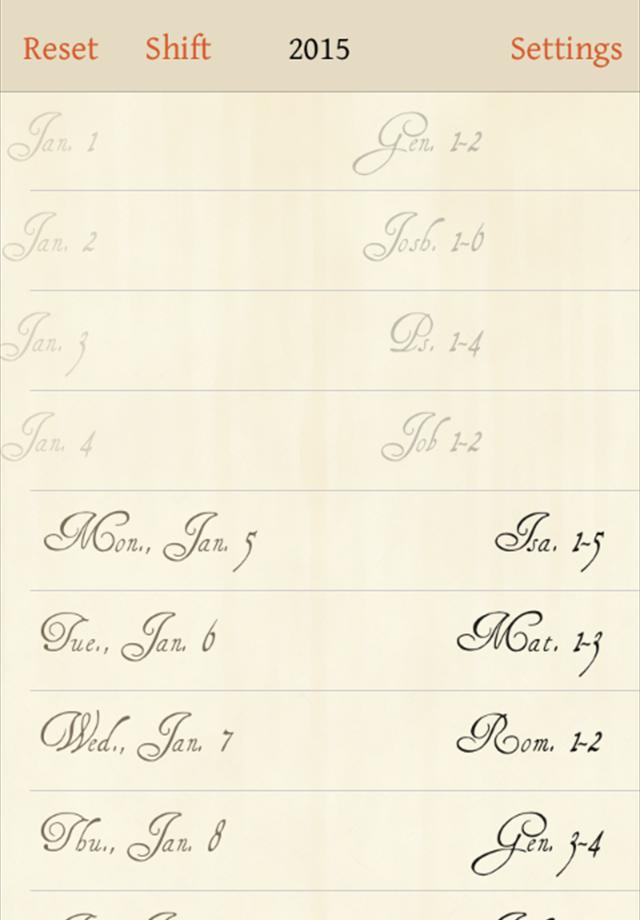 Reset Shift 2015 Settings
Jan. 1 Gen. 1-2
Jan. 2 Josh. 1-6
Jan. 3 Ps. 1-4
Jan. 4 Job 1-2
Mon., Jan. 5 Isa. 1-5
Tue., Jan. 6 Mat. 1-3
Wed., Jan. 7 Rom. 1-2
Thu., Jan. 8 Gen. 3-4